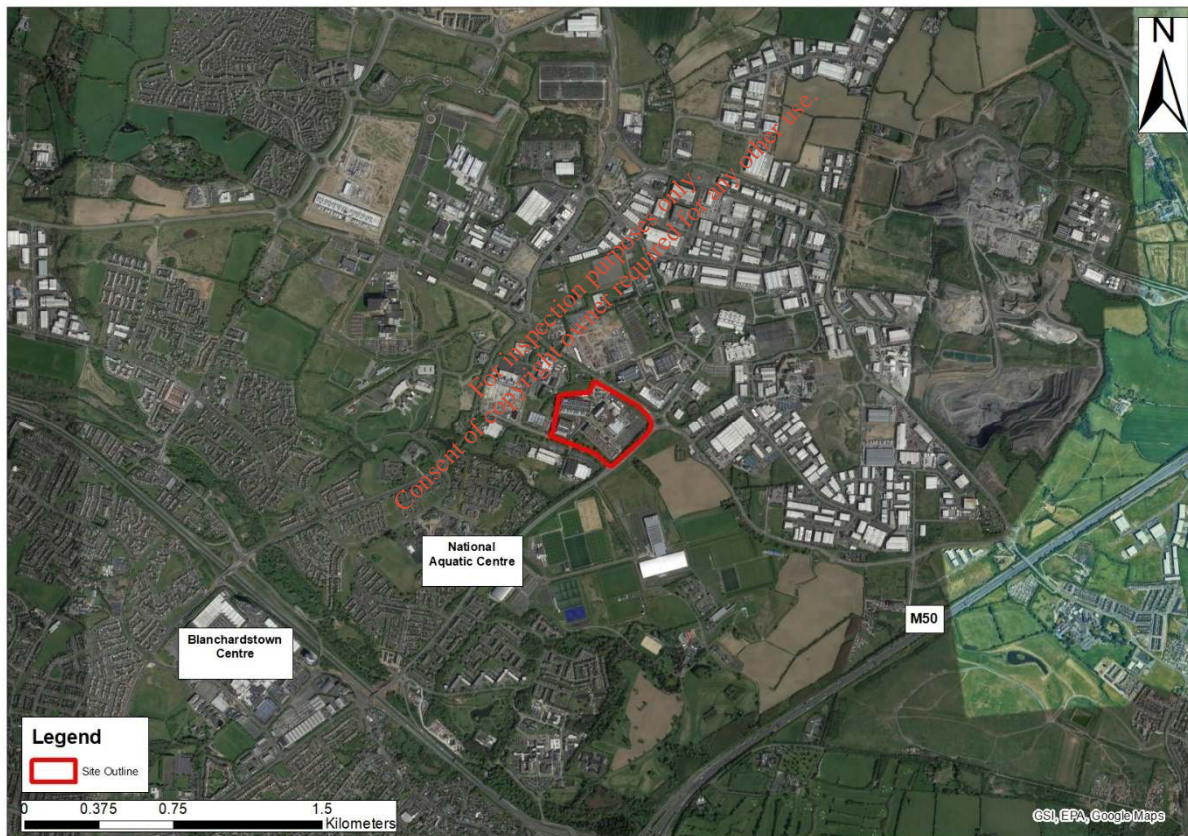 N
For inspection purposes only.
Consent of copyright owner required for any other use.
National
Aquatic Centre
M50
Blanchardstown
Centre
Legend
Site Outline
0 0.375 0.75 1.5
Kilometers
GSI, EPA, Google Maps